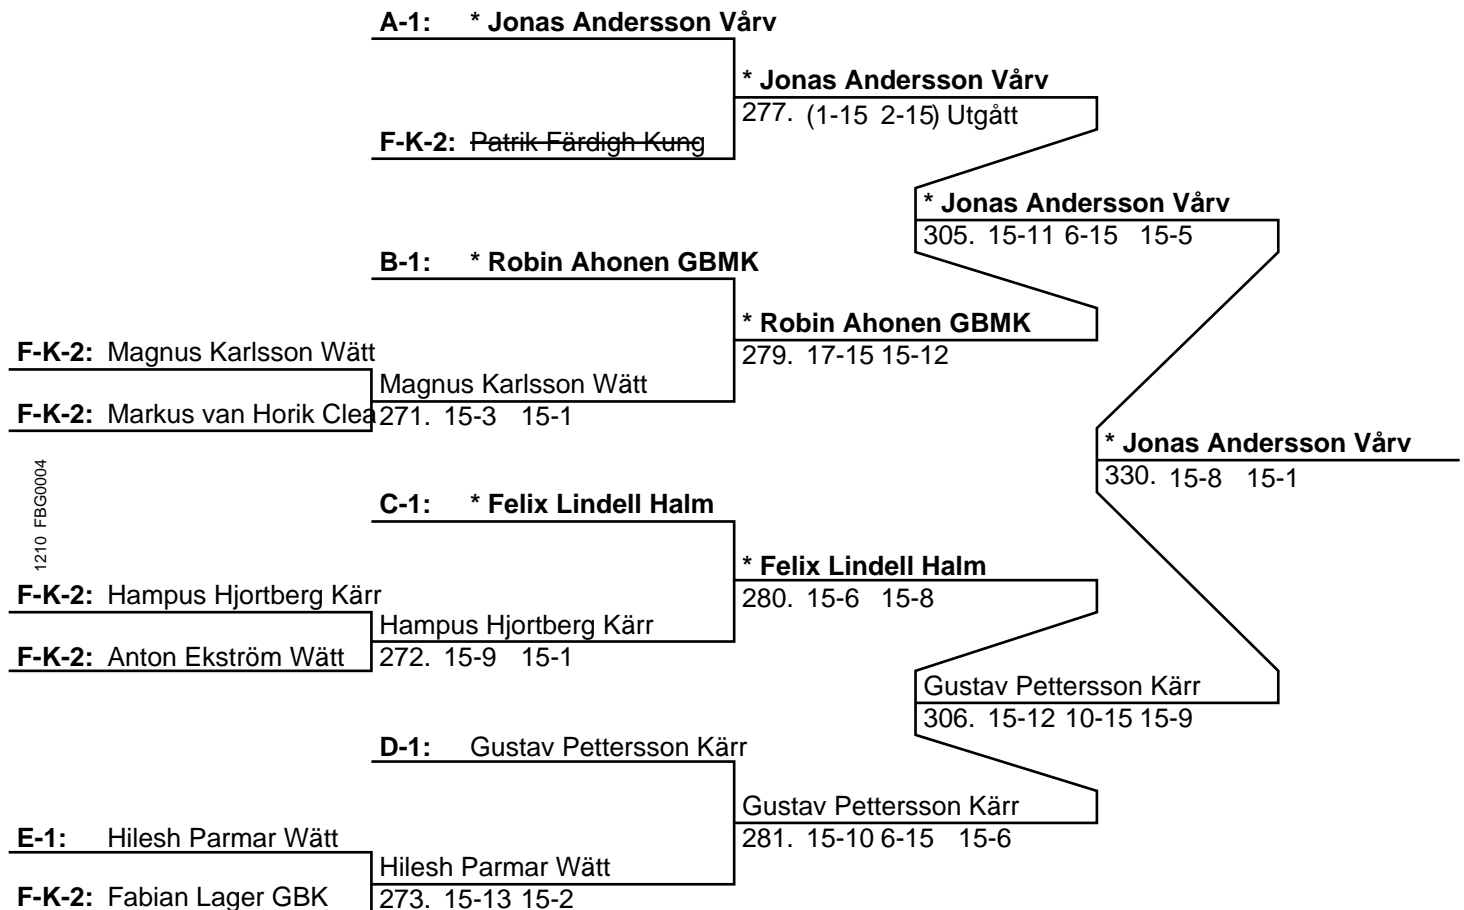 A-1: * Jonas Andersson Vårv
* Jonas Andersson Vårv
277. (1-15 2-15) Utgått
F-K-2: Patrik Färdigh Kung
* Jonas Andersson Vårv
305. 15-11 6-15 15-5
B-1: * Robin Ahonen GBMK
* Robin Ahonen GBMK
279. 17-15 15-12
F-K-2: Magnus Karlsson Wätt
Magnus Karlsson Wätt
271. 15-3 15-1
F-K-2: Markus van Horik Clea
* Jonas Andersson Vårv
330. 15-8 15-1
1210 FBG0004
C-1: * Felix Lindell Halm
* Felix Lindell Halm
280. 15-6 15-8
F-K-2: Hampus Hjortberg Kärr
Hampus Hjortberg Kärr
272. 15-9 15-1
F-K-2: Anton Ekström Wätt
Gustav Pettersson Kärr
306. 15-12 10-15 15-9
D-1: Gustav Pettersson Kärr
Gustav Pettersson Kärr
281. 15-10 6-15 15-6
E-1: Hilesh Parmar Wätt
Hilesh Parmar Wätt
273. 15-13 15-2
F-K-2: Fabian Lager GBK